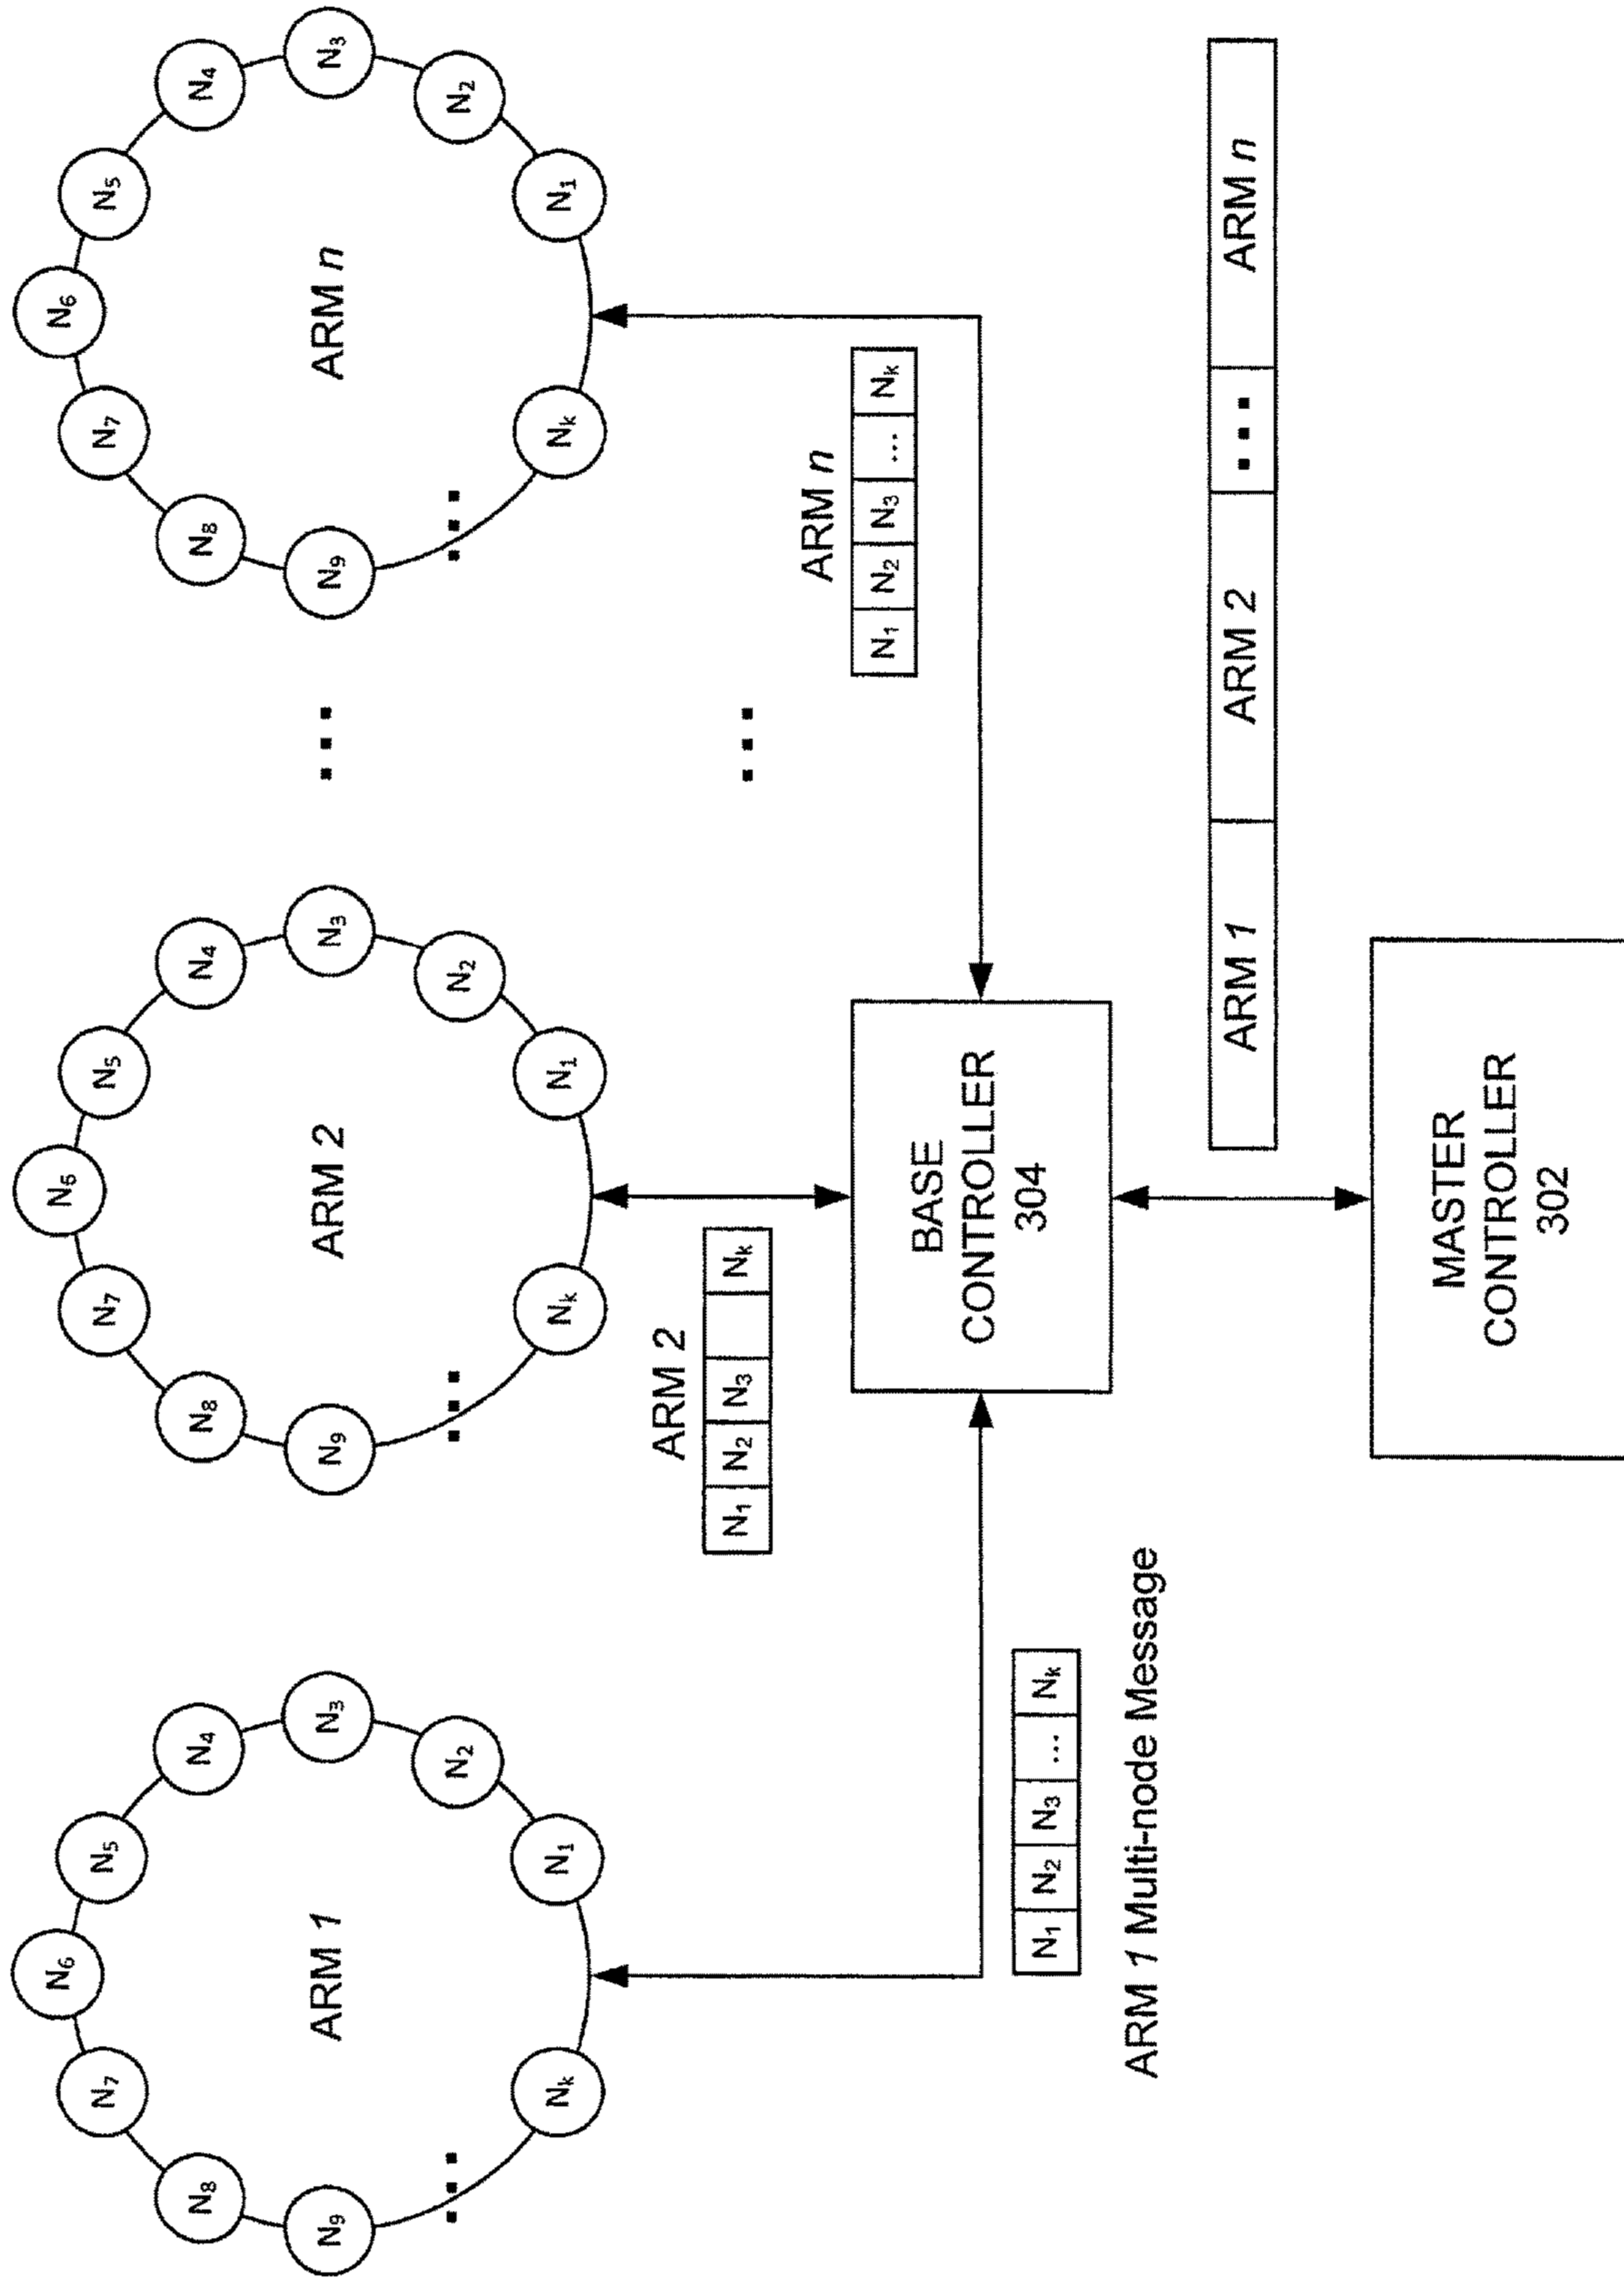 N₆
N₇
N₅
N₈
N₄
N₉
ARM 1
N₃
...
N₂
Nₖ
N₁
N₆
N₇
N₅
N₈
N₄
N₉
ARM 2
N₃
...
N₂
Nₖ
N₁
...
N₆
N₇
N₅
N₈
N₄
N₉
ARM n
N₃
...
N₂
Nₖ
N₁
ARM 2
N₁ N₂ N₃ Nₖ
...
ARM n
N₁ N₂ N₃ ... Nₖ
BASE
CONTROLLER
304
N₁ N₂ N₃ ... Nₖ
ARM 1 Multi-node Message
ARM 1 ARM 2 ... ARM n
MASTER
CONTROLLER
302